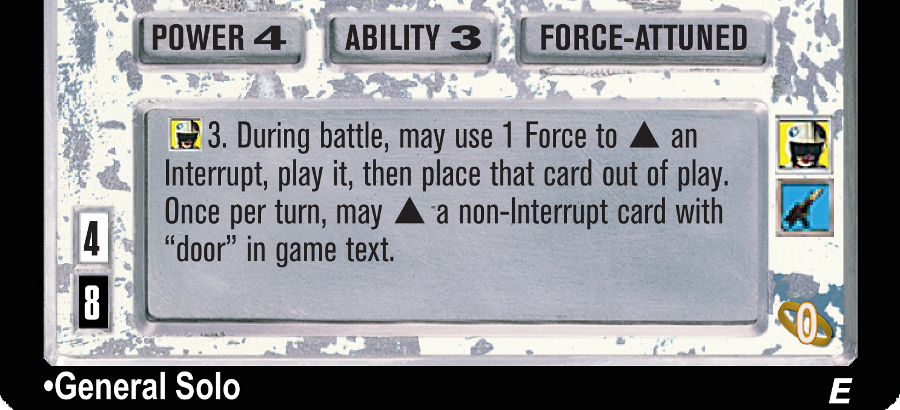 POWER 4 ABILITY 3 FORCE-ATTUNED
3. During battle, may use 1 Force to ▲ an
Interrupt, play it, then place that card out of play.
Once per turn, may ▲ a non-Interrupt card with
“door” in game text.
4
8
0
•General Solo
E